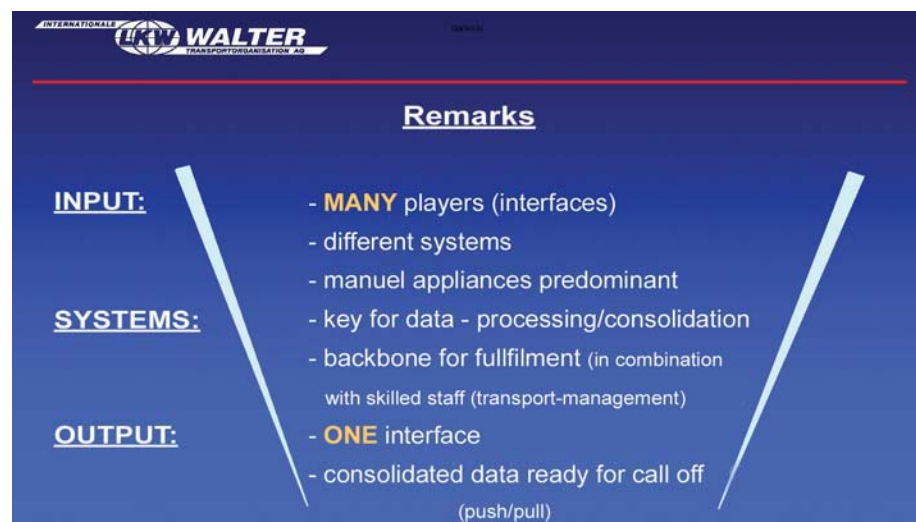 INTERNATIONALE
LKW WALTER
TRANSPORTORGANISATION AG
Remarks
INPUT: - MANY players (interfaces)
- different systems
- manuel appliances predominant
SYSTEMS: - key for data - processing/consolidation
- backbone for fullfilment (in combination
with skilled staff (transport-management)
OUTPUT: - ONE interface
- consolidated data ready for call off
(push/pull)